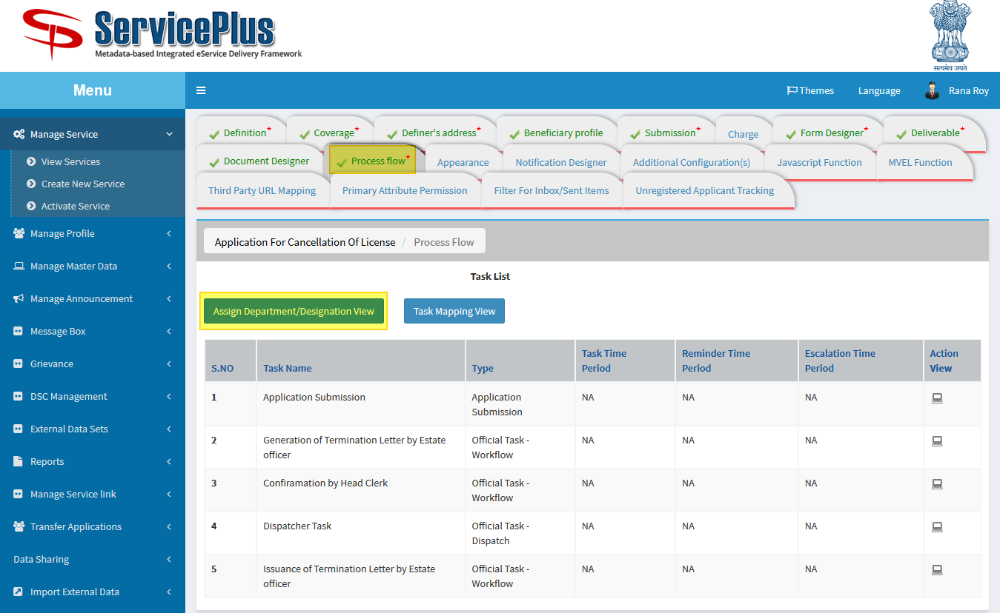 ServicePlus
Metadata-based Integrated eService Delivery Framework
सत्यमेव जयते
Menu
Themes Language Rana Roy
Manage Service
View Services
Create New Service
Activate Service
Manage Profile
Manage Master Data
Manage Announcement
Message Box
Grievance
DSC Management
External Data Sets
Reports
Manage Service link
Transfer Applications
Data Sharing
Import External Data
Definition* Coverage* Definer's address* Beneficiary profile Submission* Charge Form Designer* Deliverable*
Document Designer Process flow* Appearance Notification Designer Additional Configuration(s) Javascript Function MVEL Function
Third Party URL Mapping Primary Attribute Permission Filter For Inbox/Sent Items Unregistered Applicant Tracking
Application For Cancellation Of License / Process Flow
Task List
Assign Department/Designation View Task Mapping View
S.NO Task Name Type Task Time Period Reminder Time Period Escalation Time Period Action View
1 Application Submission Application Submission NA NA NA
2 Generation of Termination Letter by Estate officer Official Task - Workflow NA NA NA
3 Confiramation by Head Clerk Official Task - Workflow NA NA NA
4 Dispatcher Task Official Task - Dispatch NA NA NA
5 Issuance of Termination Letter by Estate officer Official Task - Workflow NA NA NA